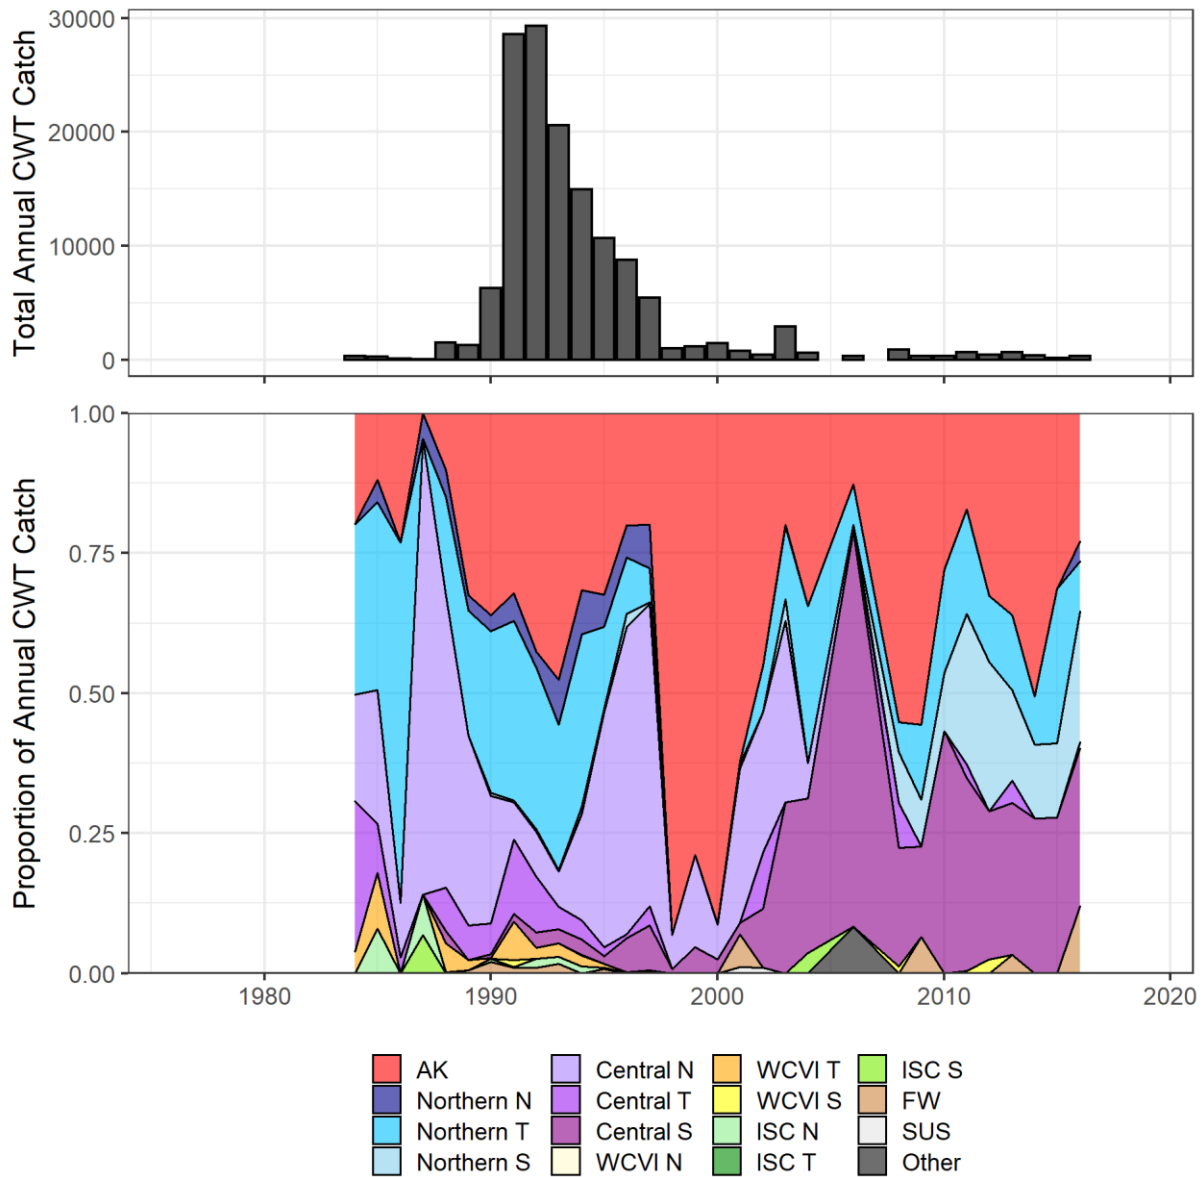 Total Annual CWT Catch
30000
20000
10000
0
Proportion of Annual CWT Catch
1.00
0.75
0.50
0.25
0.00
1980 1990 2000 2010 2020
AK Central N WCVI T ISC S
Northern N Central T WCVI S FW
Northern T Central S ISC N SUS
Northern S WCVI N ISC T Other